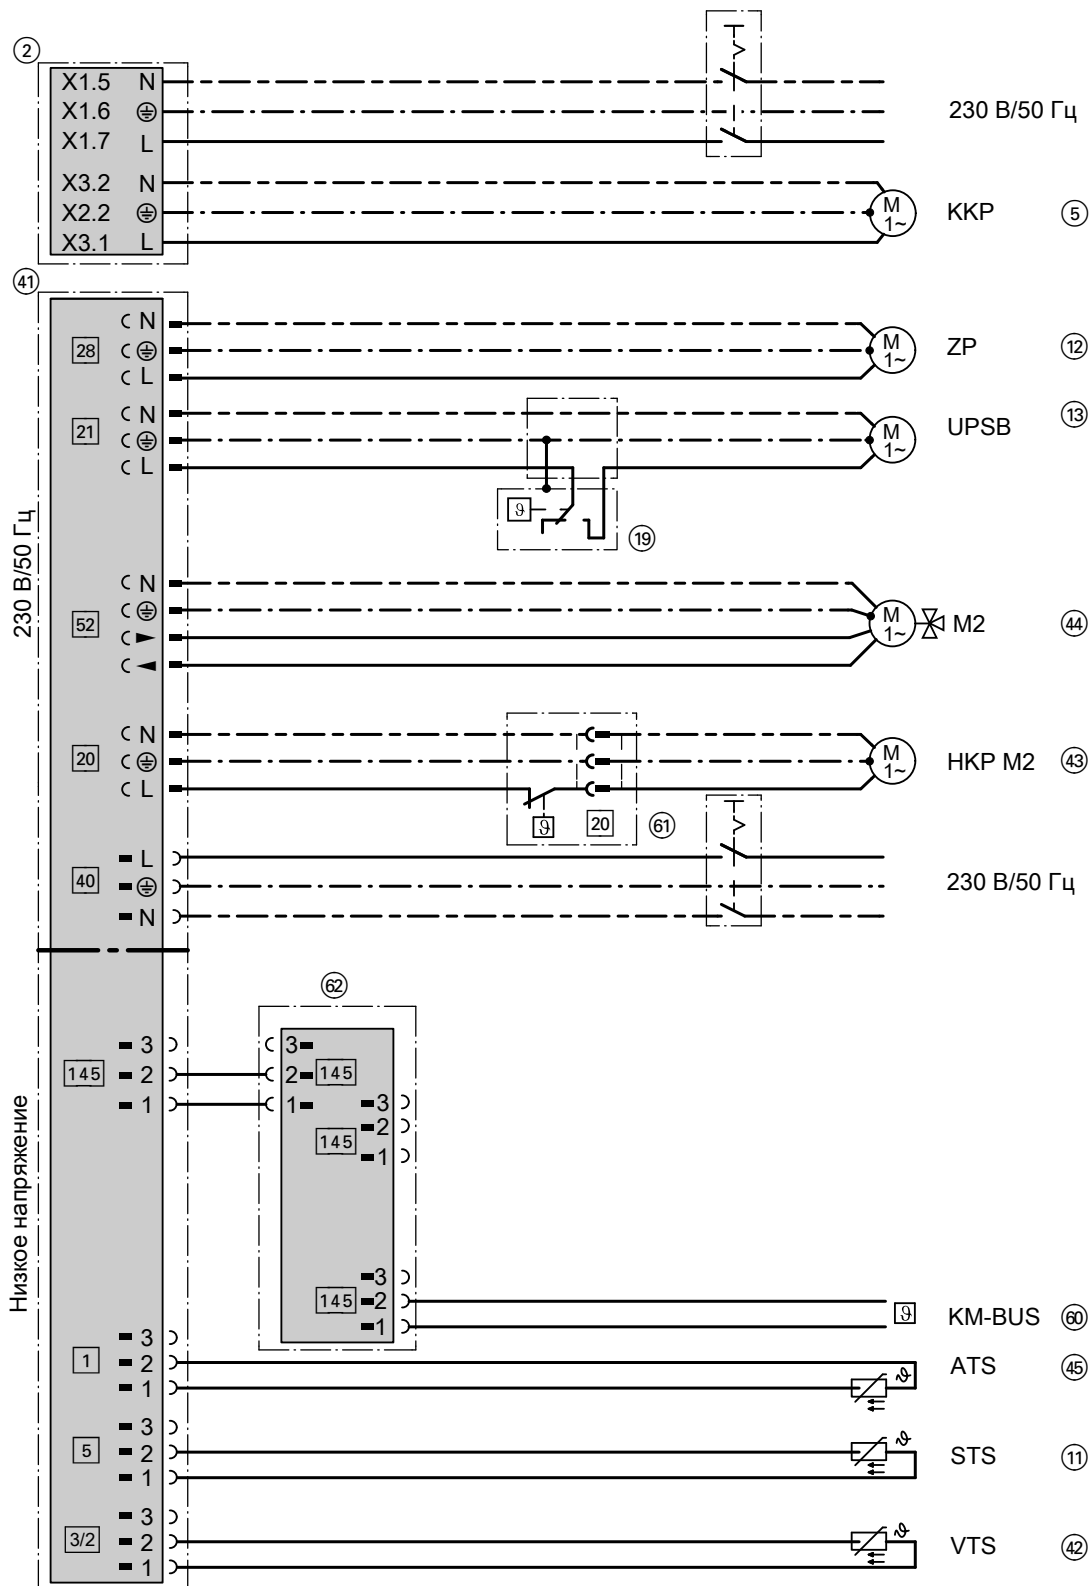 2
X1.5 N
X1.6
X1.7 L
230 В/50 Гц
X3.2 N
X2.2
X3.1 L
M
1~
KKP 5
41
230 В/50 Гц
N
28
L
M
1~
ZP 12
N
21
L
M
1~
UPSB 13
ϑ
19
N
52
M
1~
M2 44
N
20
L
ϑ
20
61
M
1~
HKP M2 43
L
40
N
230 В/50 Гц
Низкое напряжение
62
3
145 2
1
3
2 145
1
3
145 2
1
3
145 2
1
ϑ
KM-BUS 60
3
1 2
1
ϑ
ATS 45
3
5 2
1
ϑ
STS 11
3
3/2 2
1
ϑ
VTS 42